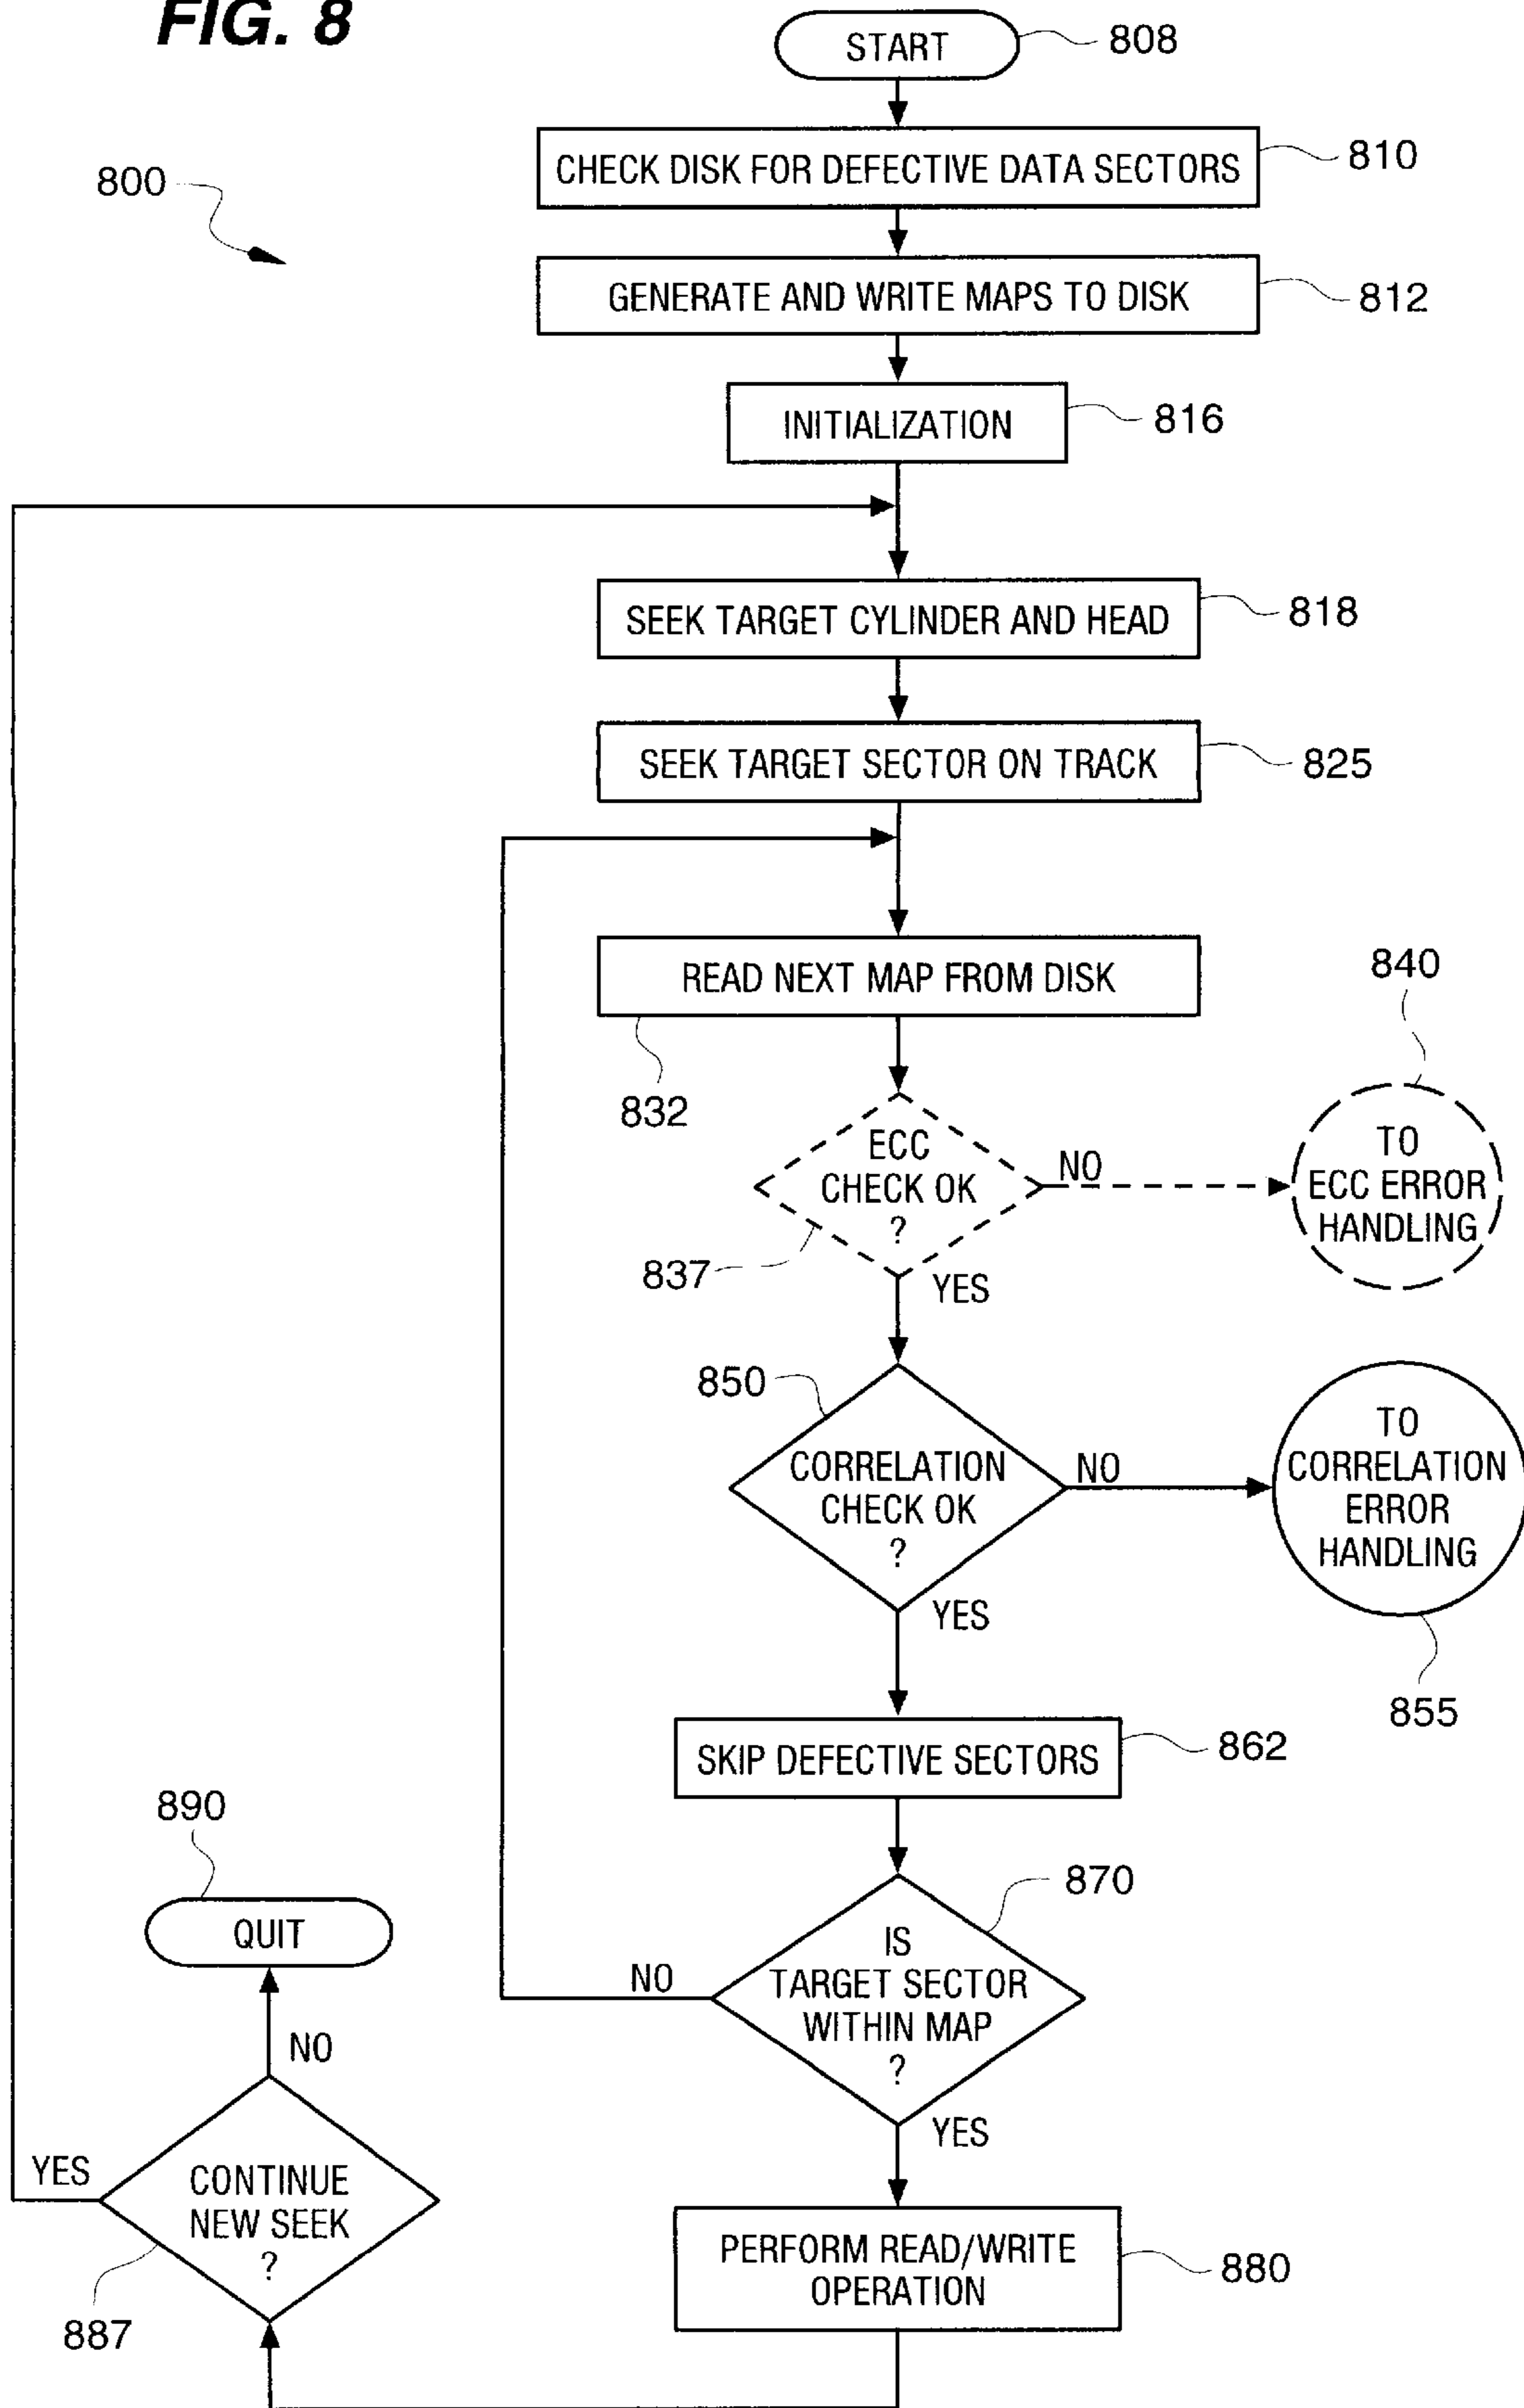 FIG. 8
START
808
CHECK DISK FOR DEFECTIVE DATA SECTORS
810
800
GENERATE AND WRITE MAPS TO DISK
812
INITIALIZATION
816
SEEK TARGET CYLINDER AND HEAD
818
SEEK TARGET SECTOR ON TRACK
825
READ NEXT MAP FROM DISK
832
840
ECC
CHECK OK
?
NO
837
YES
TO
ECC ERROR
HANDLING
850
CORRELATION
CHECK OK
?
NO
YES
TO
CORRELATION
ERROR
HANDLING
855
SKIP DEFECTIVE SECTORS
862
890
QUIT
870
IS
TARGET SECTOR
WITHIN MAP
?
NO
YES
NO
YES
CONTINUE
NEW SEEK
?
887
PERFORM READ/WRITE
OPERATION
880